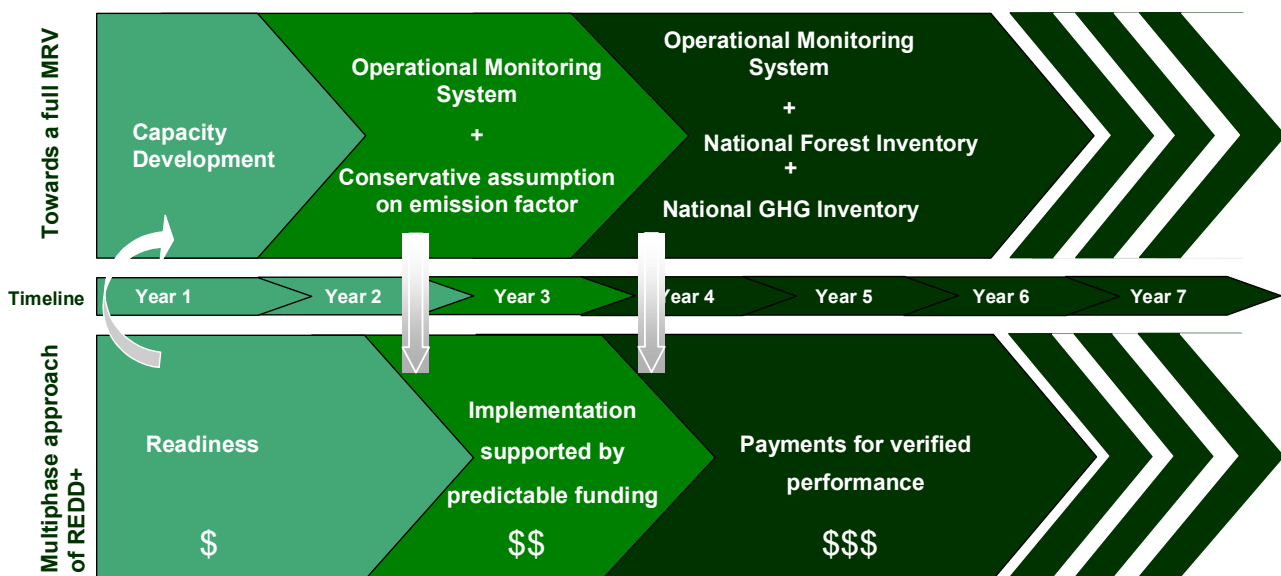 Towards a full MRV
Capacity
Development
Operational Monitoring
System
+
Conservative assumption
on emission factor
Operational Monitoring
System
+
National Forest Inventory
+
National GHG Inventory
Timeline
Year 1
Year 2
Year 3
Year 4
Year 5
Year 6
Year 7
Multiphase approach
of REDD+
Readiness
$
Implementation
supported by
predictable funding
$$
Payments for verified
performance
$$$